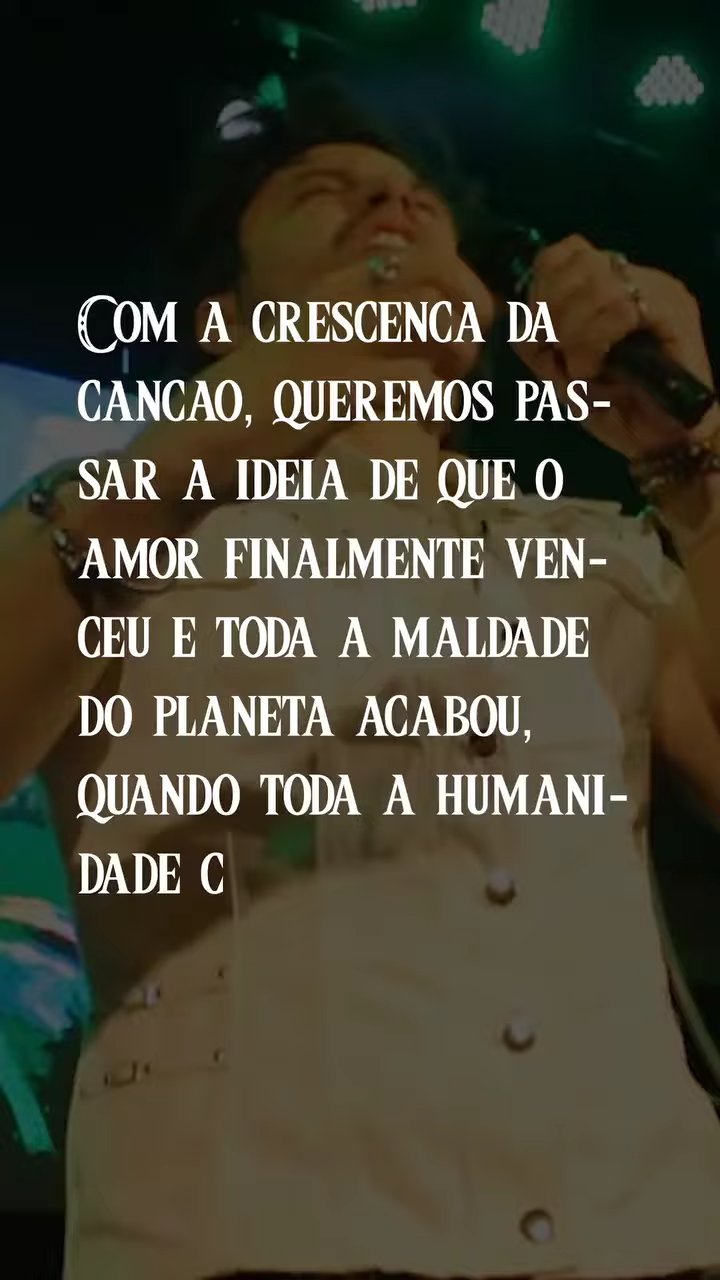 Com a crescenca da
cancao, queremos pas-
sar a ideia de que o
amor finalmente ven-
ceu e toda a maldade
do planeta acabou,
quando toda a humani-
dade c